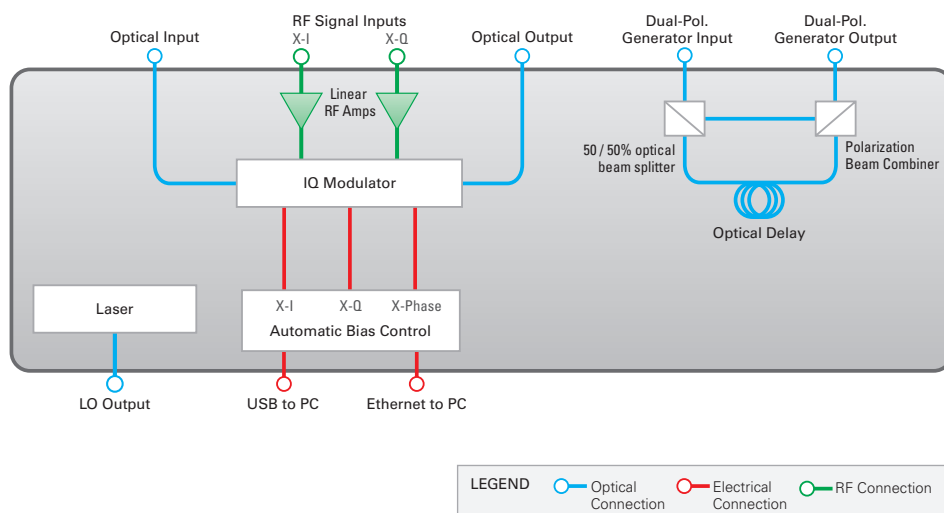 RF Signal Inputs
Optical Input
X-I
X-Q
Optical Output
Dual-Pol.
Generator Input
Dual-Pol.
Generator Output
Linear
RF Amps
50 / 50% optical
beam splitter
Polarization
Beam Combiner
IQ Modulator
Optical Delay
Laser
X-I
X-Q
X-Phase
Automatic Bias Control
LO Output
USB to PC
Ethernet to PC
LEGEND
Optical
Connection
Electrical
Connection
RF Connection